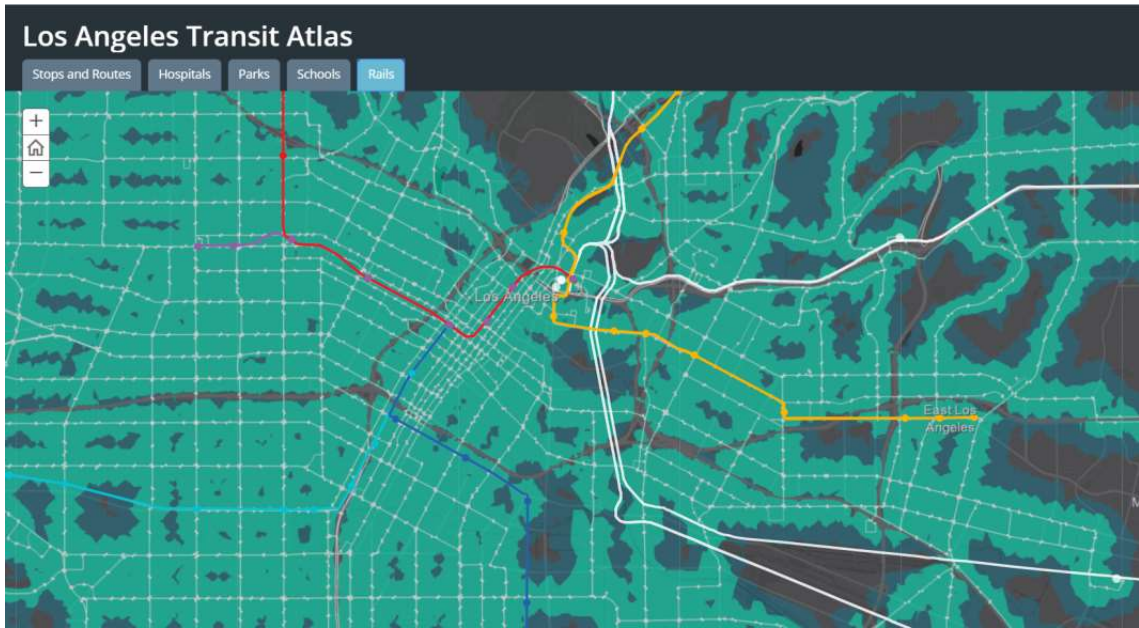 Los Angeles Transit Atlas
Stops and Routes
Hospitals
Parks
Schools
Rails
+
−
Los Angeles
East Los
Angeles
M